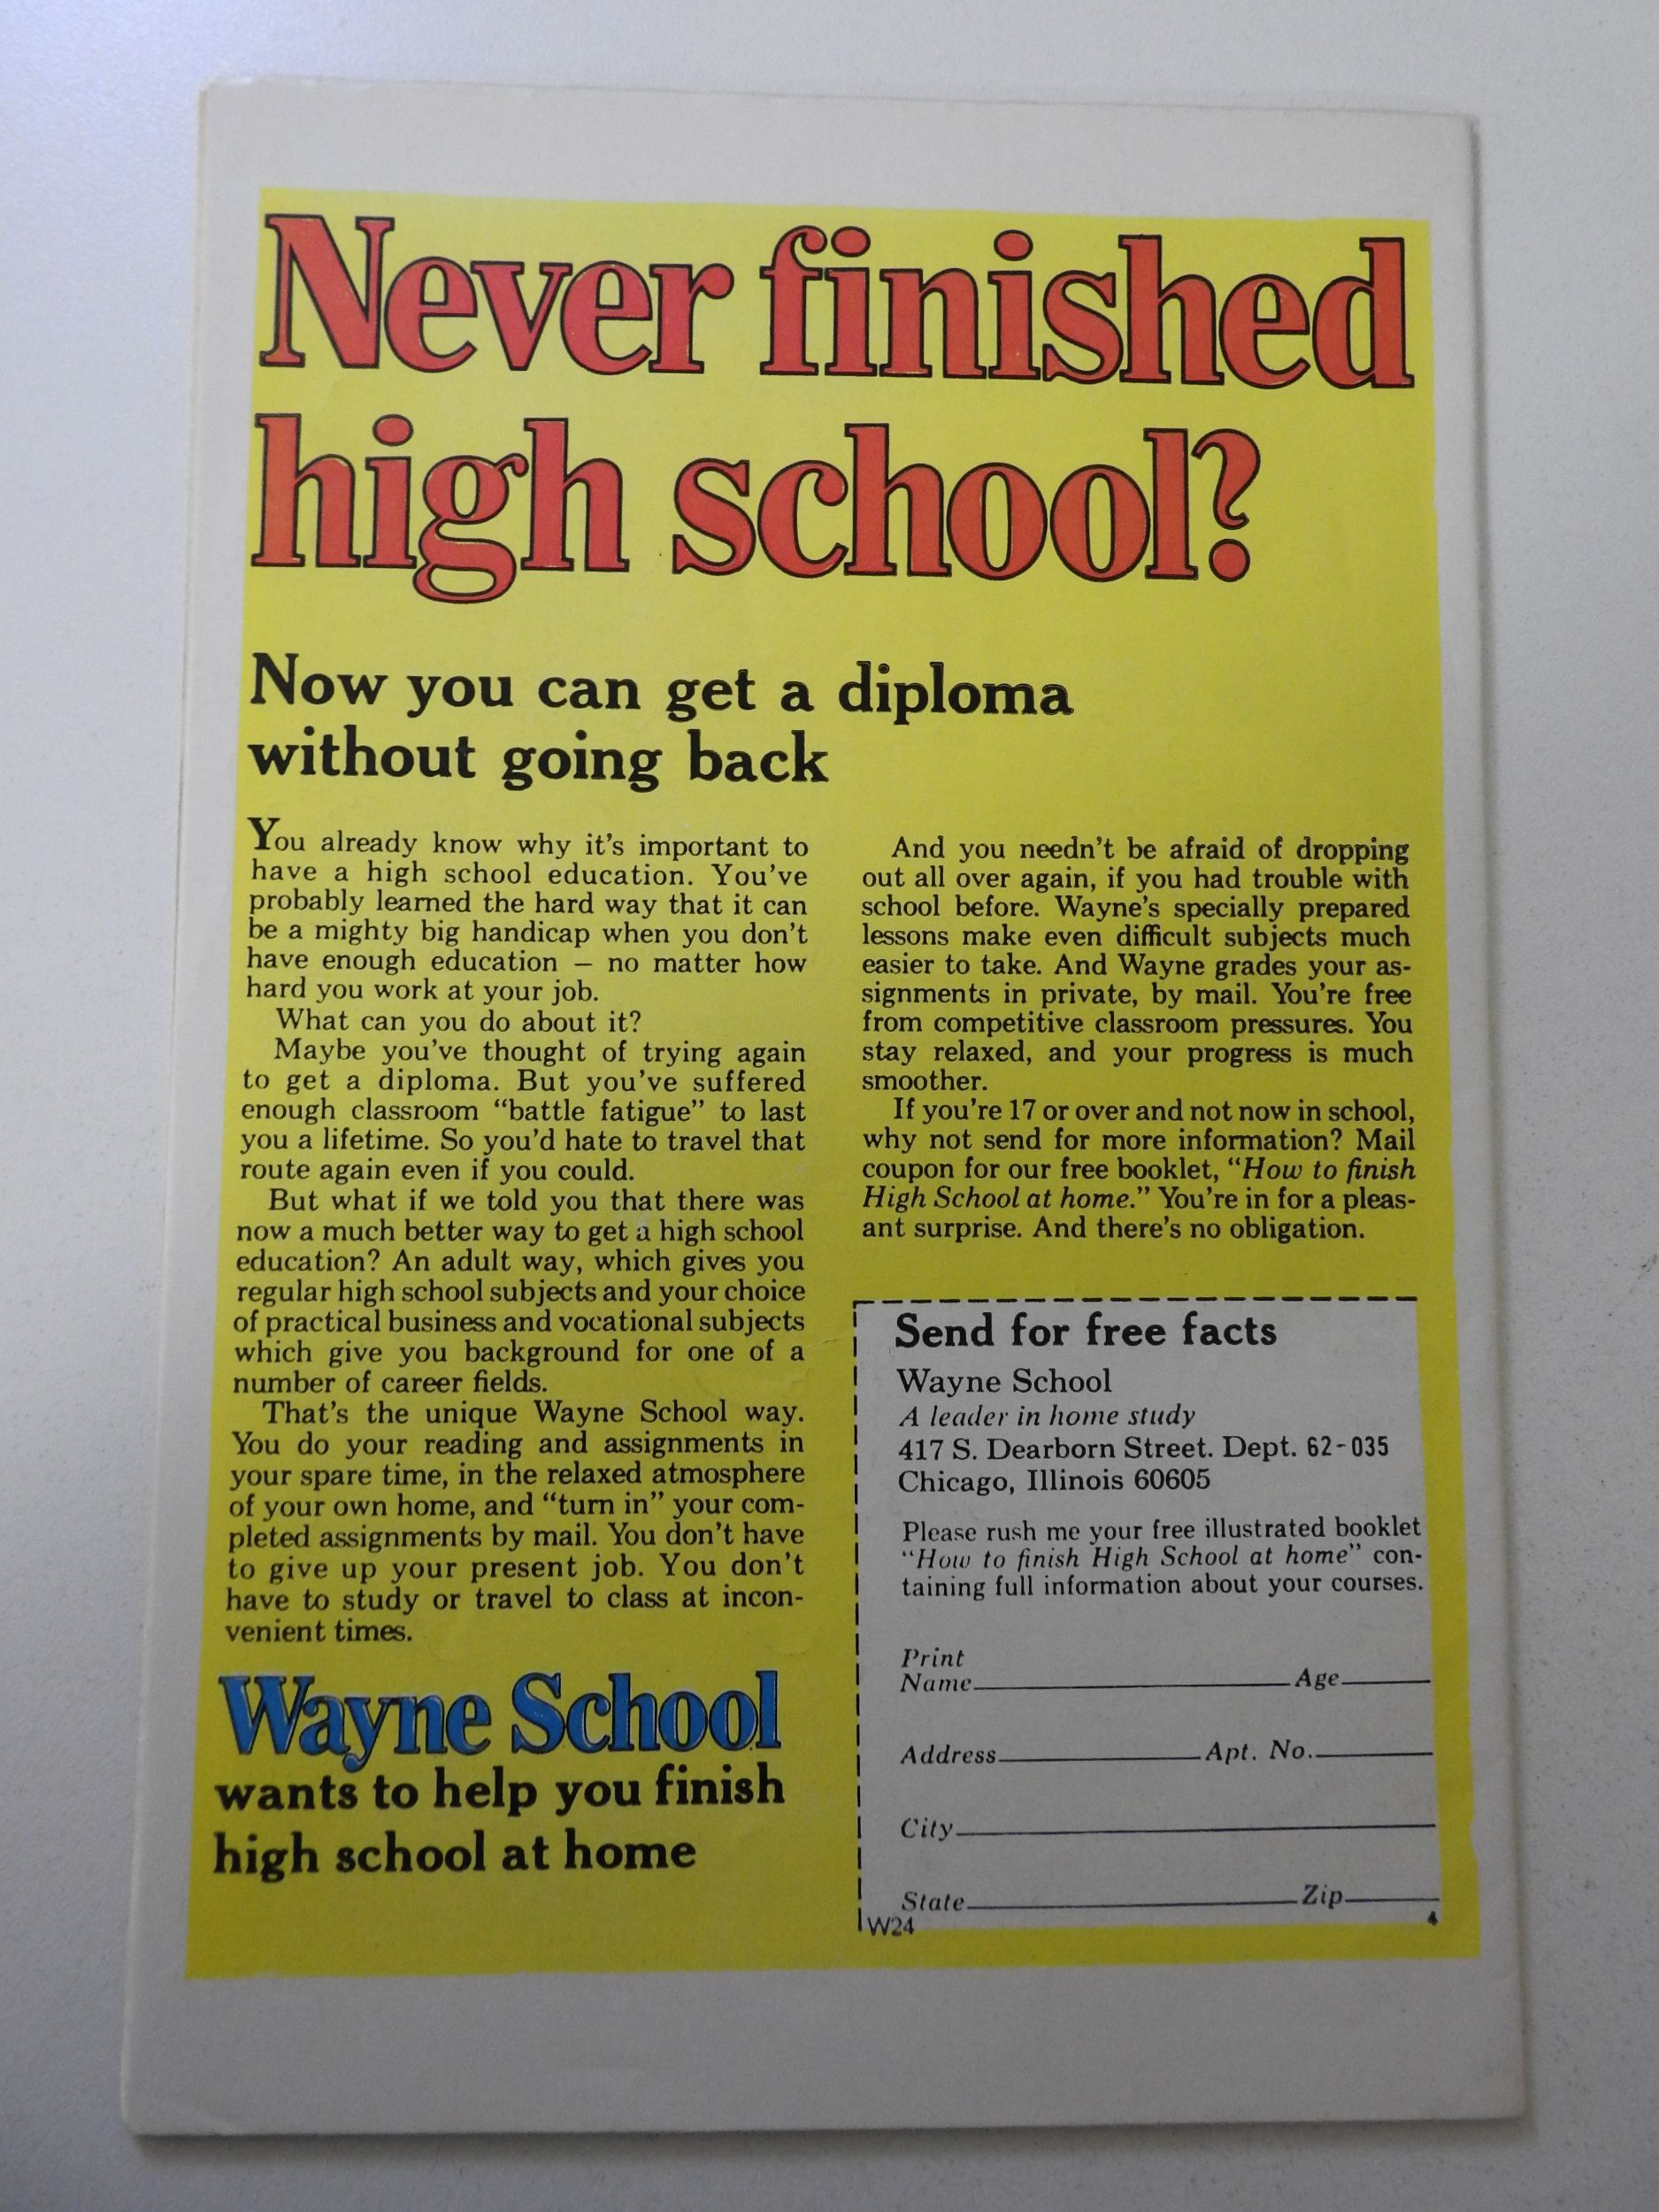 Never finished
high school?
Now you can get a diploma
without going back
You already know why it's important to
have a high school education. You've
probably learned the hard way that it can
be a mighty big handicap when you don't
have enough education – no matter how
hard you work at your job.
What can you do about it?
Maybe you've thought of trying again
to get a diploma. But you've suffered
enough classroom “battle fatigue” to last
you a lifetime. So you'd hate to travel that
route again even if you could.
But what if we told you that there was
now a much better way to get a high school
education? An adult way, which gives you
regular high school subjects and your choice
of practical business and vocational subjects
which give you background for one of a
number of career fields.
That's the unique Wayne School way.
You do your reading and assignments in
your spare time, in the relaxed atmosphere
of your own home, and “turn in” your com-
pleted assignments by mail. You don't have
to give up your present job. You don't
have to study or travel to class at incon-
venient times.
Wayne School
wants to help you finish
high school at home
And you needn't be afraid of dropping
out all over again, if you had trouble with
school before. Wayne's specially prepared
lessons make even difficult subjects much
easier to take. And Wayne grades your as-
signments in private, by mail. You're free
from competitive classroom pressures. You
stay relaxed, and your progress is much
smoother.
If you're 17 or over and not now in school,
why not send for more information? Mail
coupon for our free booklet, “How to finish
High School at home.” You're in for a pleas-
ant surprise. And there's no obligation.
Send for free facts
Wayne School
A leader in home study
417 S. Dearborn Street. Dept. 62-035
Chicago, Illinois 60605
Please rush me your free illustrated booklet
“How to finish High School at home” con-
taining full information about your courses.
Print
Name Age
Address Apt. No.
City
State Zip
W24 4